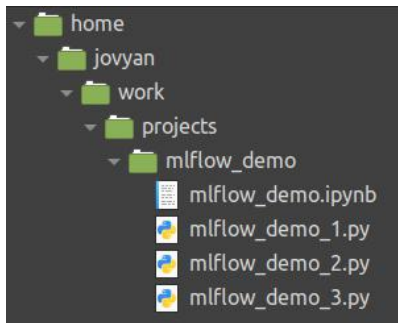 home
jovyan
work
projects
mlflow_demo
mlflow_demo.ipynb
mlflow_demo_1.py
mlflow_demo_2.py
mlflow_demo_3.py